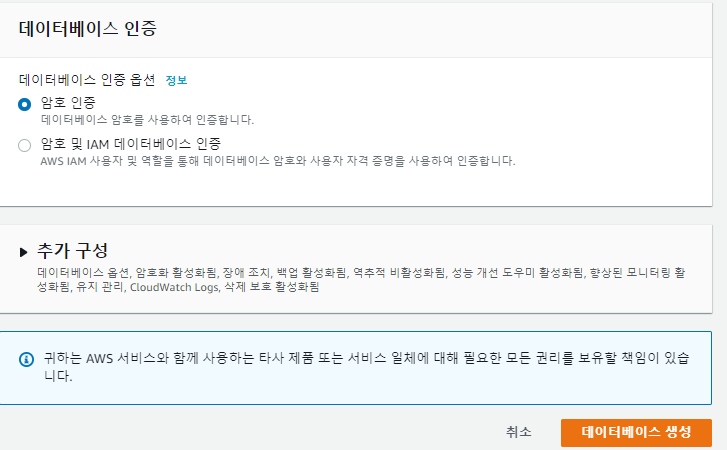 데이터베이스 인증
데이터베이스 인증 옵션 정보
암호 인증
데이터베이스 암호를 사용하여 인증합니다.
암호 및 IAM 데이터베이스 인증
AWS IAM 사용자 및 역할을 통해 데이터베이스 암호와 사용자 자격 증명을 사용하여 인증합니다.
추가 구성
데이터베이스 옵션, 암호화 활성화됨, 장애 조치, 백업 활성화됨, 역추적 비활성화됨, 성능 개선 도우미 활성화됨, 향상된 모니터링 활
성화됨, 유지 관리, CloudWatch Logs, 삭제 보호 활성화됨
귀하는 AWS 서비스와 함께 사용하는 타사 제품 또는 서비스 일체에 대해 필요한 모든 권리를 보유할 책임이 있습
니다.
취소 데이터베이스 생성